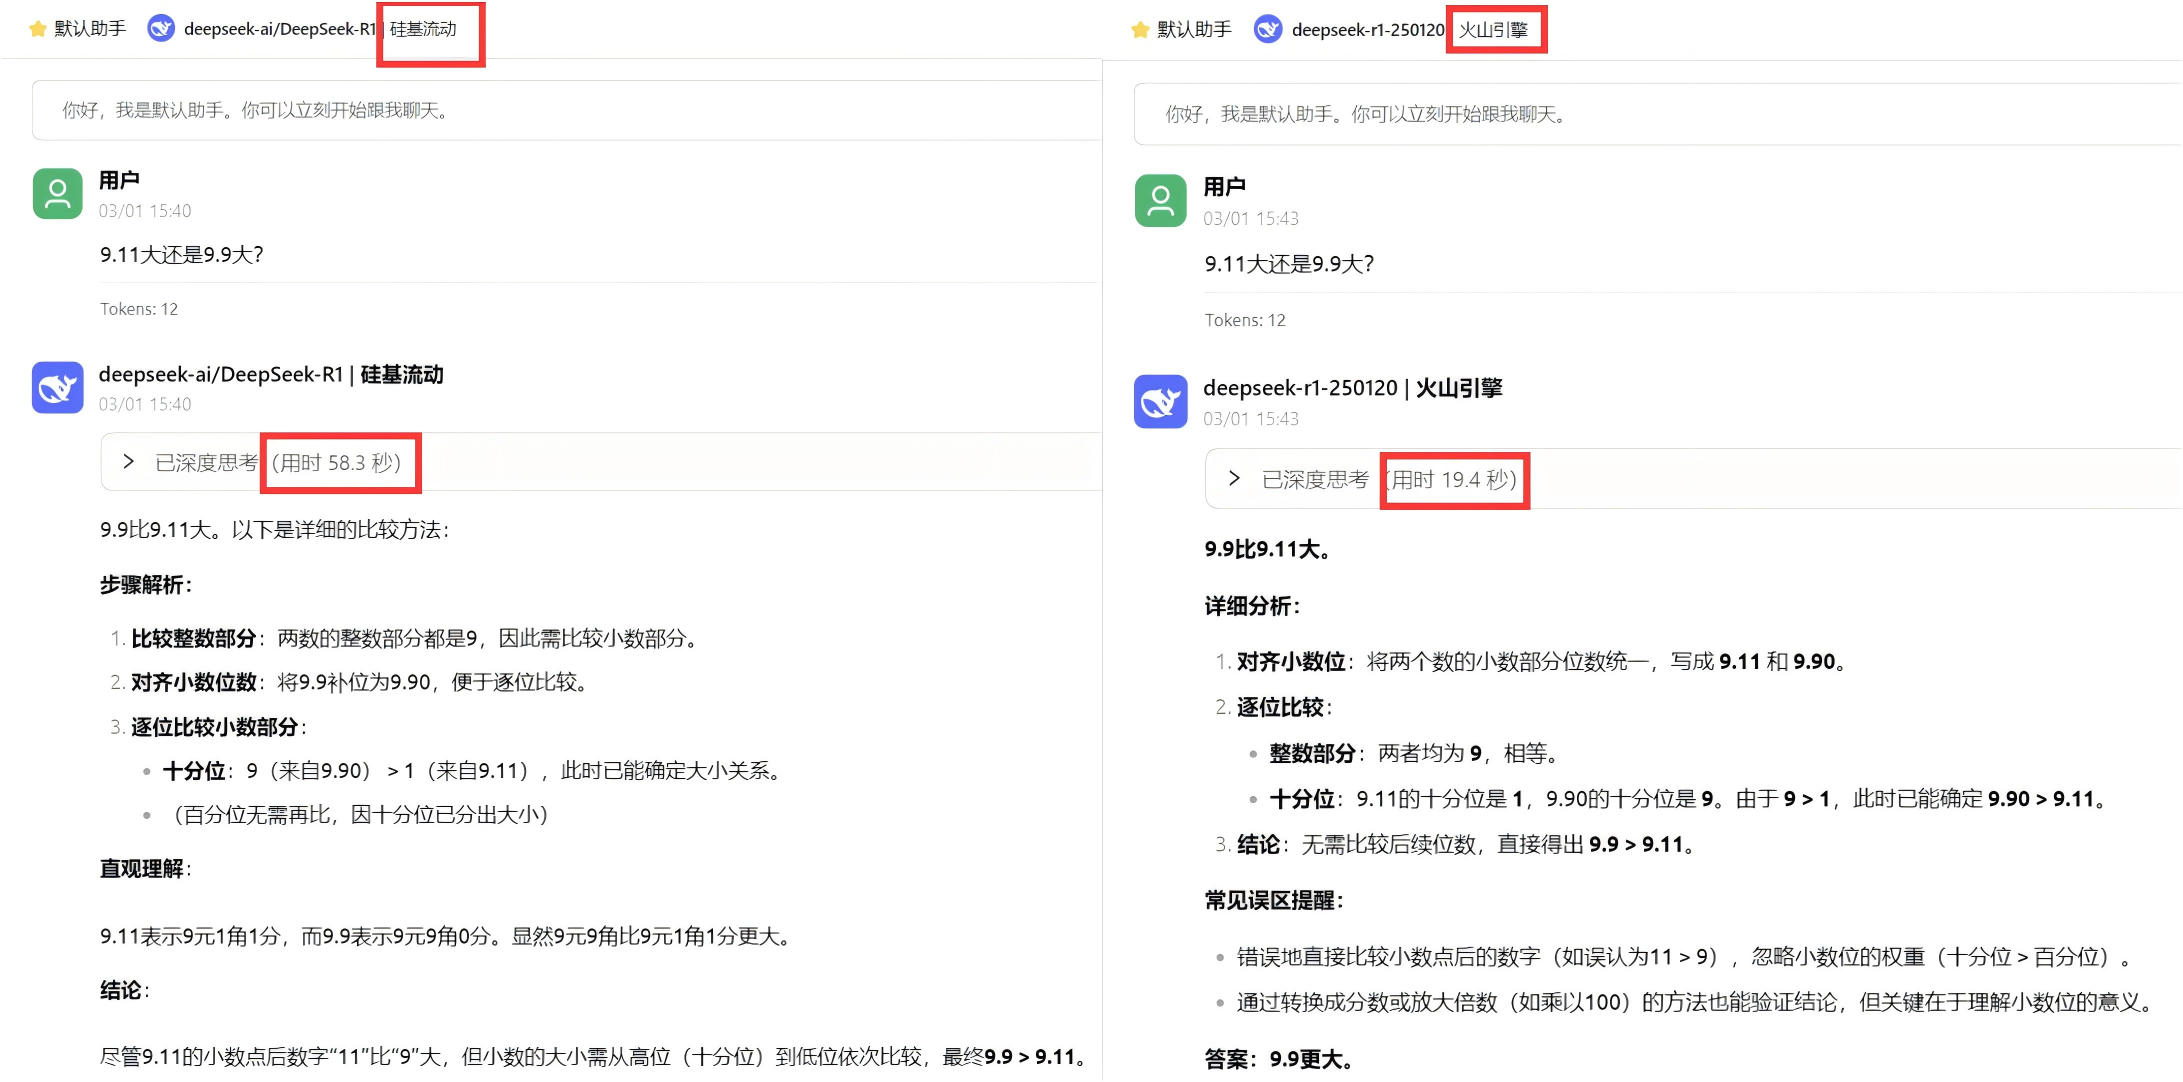 默认助手 deepseek-ai/DeepSeek-R1 | 硅基流动
你好，我是默认助手。你可以立刻开始跟我聊天。
用户
03/01 15:40
9.11大还是9.9大？
Tokens: 12
deepseek-ai/DeepSeek-R1 | 硅基流动
03/01 15:40
已深度思考（用时 58.3 秒）
9.9比9.11大。以下是详细的比较方法：
步骤解析：
1. 比较整数部分：两数的整数部分都是9，因此需比较小数部分。
2. 对齐小数位数：将9.9补位为9.90，便于逐位比较。
3. 逐位比较小数部分：
• 十分位：9（来自9.90） > 1（来自9.11），此时已能确定大小关系。
• （百分位无需再比，因十分位已分出大小）
直观理解：
9.11表示9元1角1分，而9.9表示9元9角0分。显然9元9角比9元1角1分更大。
结论：
尽管9.11的小数点后数字“11”比“9”大，但小数的大小需从高位（十分位）到低位依次比较，最终9.9 > 9.11。
默认助手 deepseek-r1-250120 火山引擎
你好，我是默认助手。你可以立刻开始跟我聊天。
用户
03/01 15:43
9.11大还是9.9大？
Tokens: 12
deepseek-r1-250120 | 火山引擎
03/01 15:43
已深度思考（用时 19.4 秒）
9.9比9.11大。
详细分析：
1. 对齐小数位：将两个数的小数部分位数统一，写成 9.11 和 9.90。
2. 逐位比较：
• 整数部分：两者均为 9，相等。
• 十分位：9.11的十分位是 1，9.90的十分位是 9。由于 9 > 1，此时已能确定 9.90 > 9.11。
3. 结论：无需比较后续位数，直接得出 9.9 > 9.11。
常见误区提醒：
• 错误地直接比较小数点后的数字（如误认为11 > 9），忽略小数位的权重（十分位 > 百分位）。
• 通过转换成分数或放大倍数（如乘以100）的方法也能验证结论，但关键在于理解小数位的意义。
答案：9.9更大。